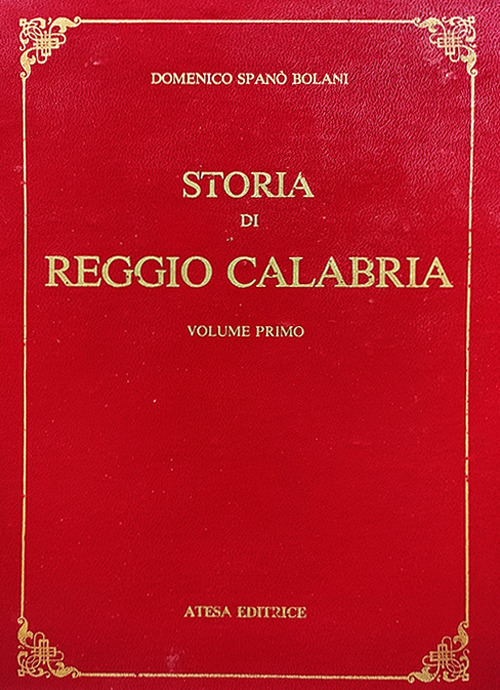 DOMENICO SPANÒ BOLANI
STORIA
DI
REGGIO CALABRIA
VOLUME PRIMO
ATESA EDITRICE